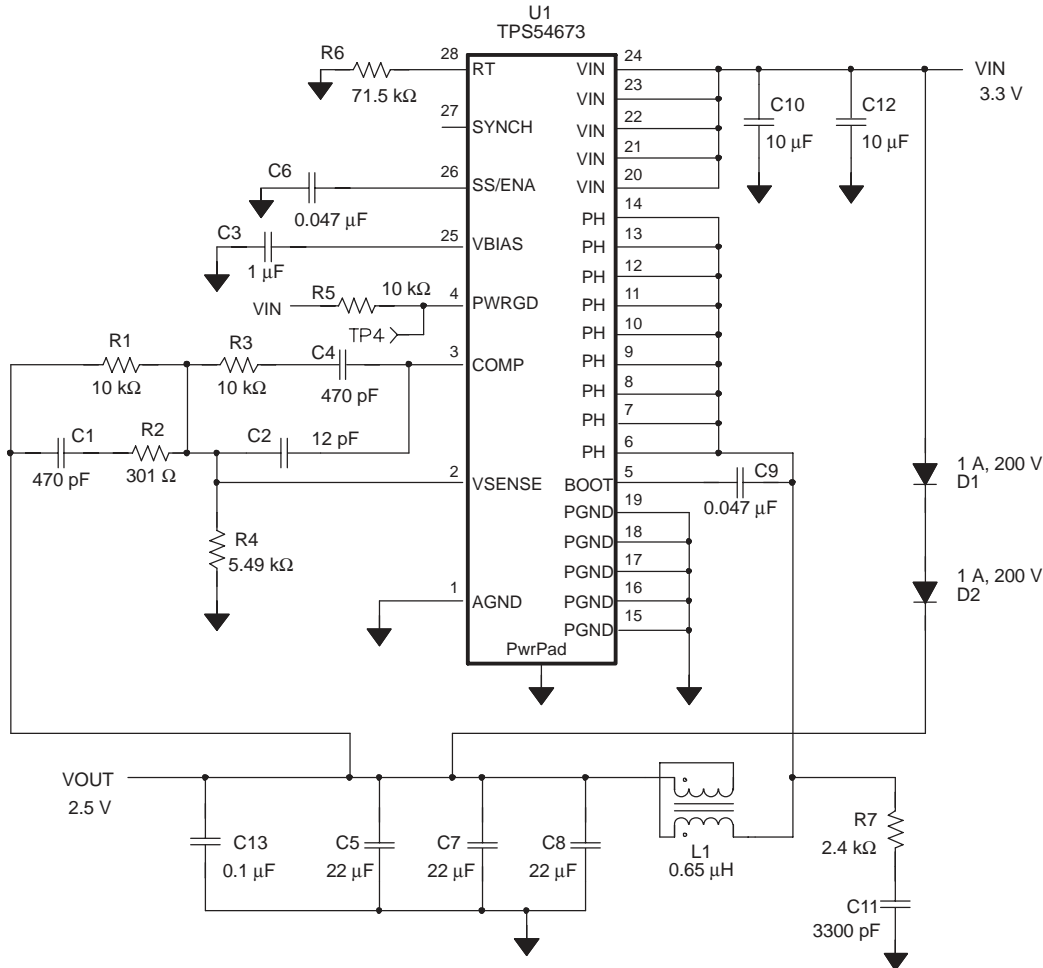 U1
TPS54673
R6
71.5 kΩ
28
RT
27
SYNCH
C6
0.047 μF
26
SS/ENA
C3
1 μF
25
VBIAS
VIN
R5
10 kΩ
TP4
4
PWRGD
R1
10 kΩ
R3
10 kΩ
C4
470 pF
3
COMP
C1
470 pF
R2
301 Ω
C2
12 pF
2
VSENSE
R4
5.49 kΩ
1
AGND
PwrPad
VIN
24
VIN
23
VIN
22
VIN
21
VIN
20
PH
14
PH
13
PH
12
PH
11
PH
10
PH
9
PH
8
PH
7
PH
6
BOOT
5
PGND
19
PGND
18
PGND
17
PGND
16
PGND
15
C10
10 μF
C12
10 μF
VIN
3.3 V
C9
0.047 μF
1 A, 200 V
D1
1 A, 200 V
D2
VOUT
2.5 V
C13
0.1 μF
C5
22 μF
C7
22 μF
C8
22 μF
L1
0.65 μH
R7
2.4 kΩ
C11
3300 pF